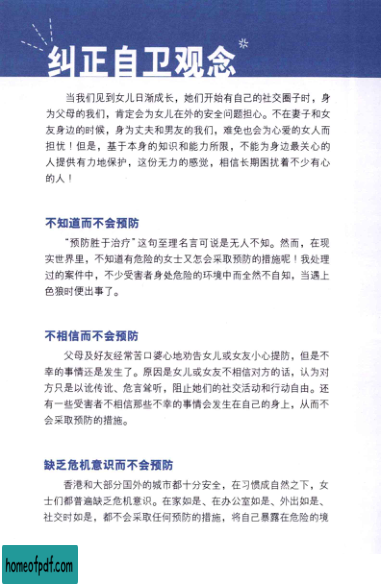 纠正自卫观念
当我们见到女儿日渐成长，她们开始有自己的社交圈子时，身
为父母的我们，肯定会为女儿在外的安全问题担心。不在妻子和女
友身边的时候，身为丈夫和男友的我们，难免也会为心爱的女人而
担忧！但是，基于本身的知识和能力所限，不能为身边最关心的
人提供有力地保护，这份无力的感觉，相信长期困扰着不少有心
的人！
不知道而不会预防
“预防胜于治疗”这句至理名言可说是无人不知。然而，在现
实世界里，不知道有危险的女士又怎会采取预防的措施呢！我处理
过的案件中，不少受害者身处危险的环境中而全然不自知，当遇上
色狼时便出事了。
不相信而不会预防
父母及好友经常苦口婆心地劝告女儿或女友小心提防，但是不
幸的事情还是发生了。原因是女儿或女友不相信对方的话，认为对
方只是以讹传讹、危言耸听，阻止她们的社交活动和行动自由。还
有一些受害者不相信那些不幸的事情会发生在自己的身上，从而不
会采取预防的措施。
缺乏危机意识而不会预防
香港和大部分国外的城市都十分安全，在习惯成自然之下，女
士们都普遍缺乏危机意识。在家如是、在办公室如是、外出如是、
社交时如是，都不会采取任何预防的措施，将自己暴露在危险的境
homeofpdf.com